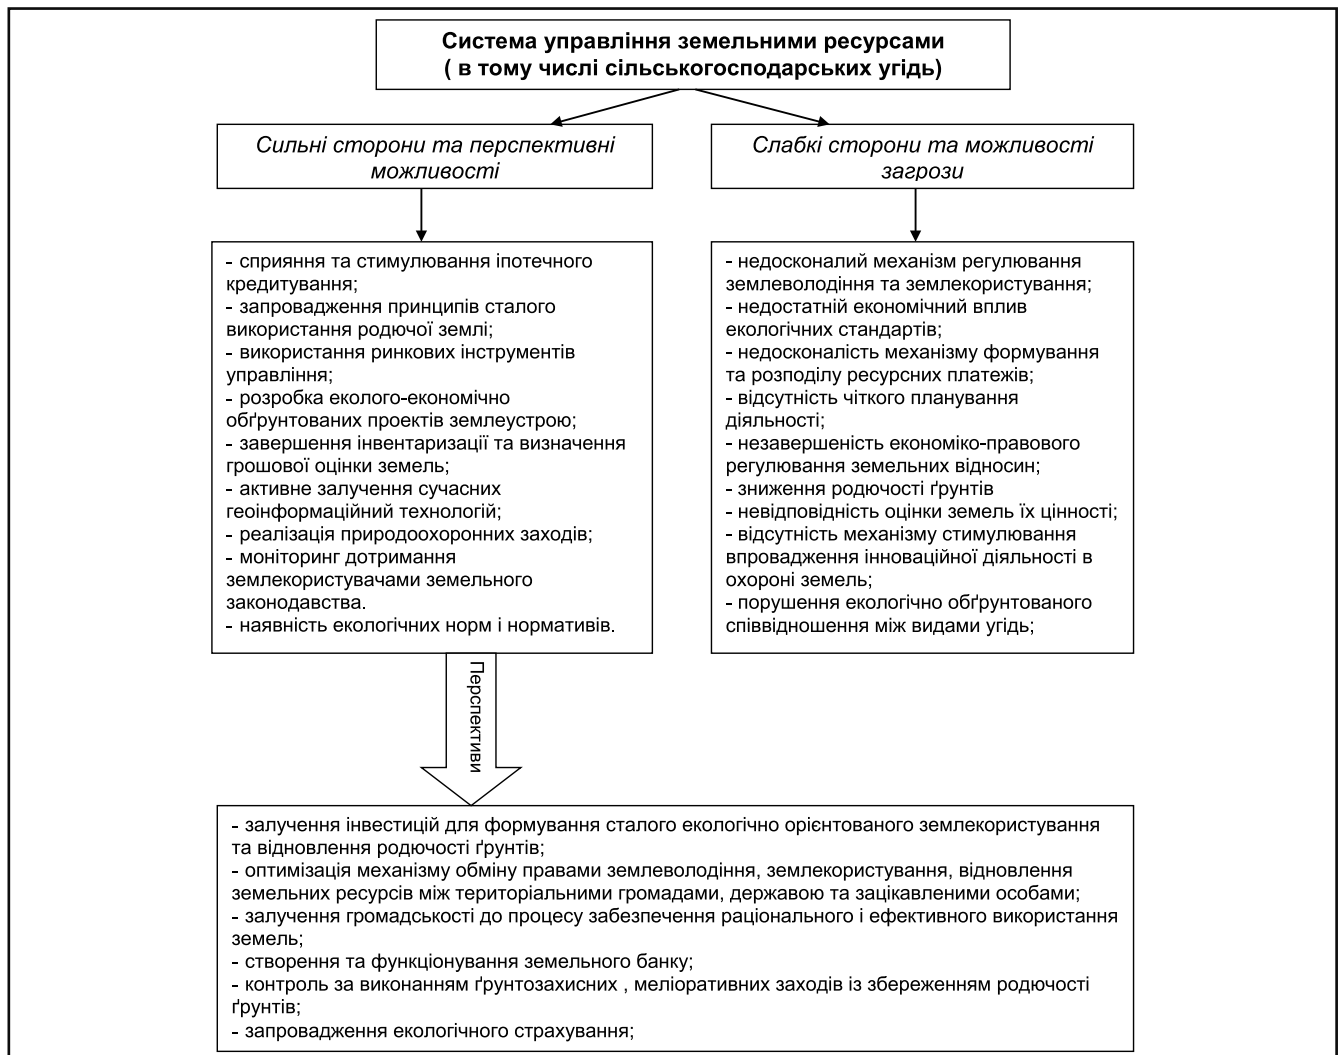 Система управління земельними ресурсами
( в тому числі сільськогосподарських угідь)
Сильні сторони та перспективні
можливості
Слабкі сторони та можливості
загрози
- сприяння та стимулювання іпотечного
кредитування;
- запровадження принципів сталого
використання родючої землі;
- використання ринкових інструментів
управління;
- розробка еколого-економічно
обґрунтованих проектів землеустрою;
- завершення інвентаризації та визначення
грошової оцінки земель;
- активне залучення сучасних
геоінформаційний технологій;
- реалізація природоохоронних заходів;
- моніторинг дотримання
землекористувачами земельного
законодавства.
- наявність екологічних норм і нормативів.
- недосконалий механізм регулювання
землеволодіння та землекористування;
- недостатній економічний вплив
екологічних стандартів;
- недосконалість механізму формування
та розподілу ресурсних платежів;
- відсутність чіткого планування
діяльності;
- незавершеність економіко-правового
регулювання земельних відносин;
- зниження родючості ґрунтів
- невідповідність оцінки земель їх цінності;
- відсутність механізму стимулювання
впровадження інноваційної діяльності в
охороні земель;
- порушення екологічно обґрунтованого
співвідношення між видами угідь;
Перспективи
- залучення інвестицій для формування сталого екологічно орієнтованого землекористування
та відновлення родючості ґрунтів;
- оптимізація механізму обміну правами землеволодіння, землекористування, відновлення
земельних ресурсів між територіальними громадами, державою та зацікавленими особами;
- залучення громадськості до процесу забезпечення раціонального і ефективного використання
земель;
- створення та функціонування земельного банку;
- контроль за виконанням ґрунтозахисних , меліоративних заходів із збереженням родючості
ґрунтів;
- запровадження екологічного страхування;